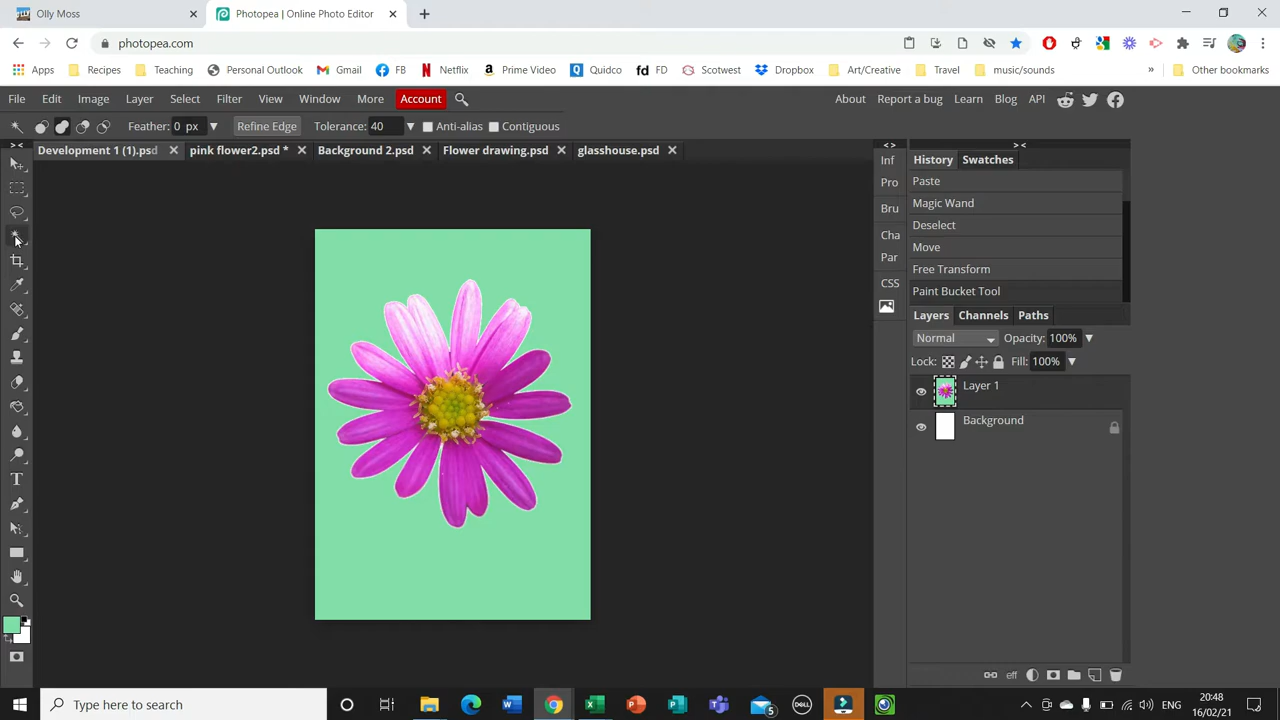 Olly Moss
Photopea | Online Photo Editor
photopea.com
Apps Recipes Teaching Personal Outlook Gmail FB Netflix Prime Video Quidco FD Scotwest Dropbox Art/Creative Travel music/sounds » Other bookmarks
File Edit Image Layer Select Filter View Window More Account About Report a bug Learn Blog API
Feather: 0 px Refine Edge Tolerance: 40 Anti-alias Contiguous
Development 1 (1).psd pink flower2.psd * Background 2.psd Flower drawing.psd glasshouse.psd
History Swatches
Inf
Pro
Bru
Cha
Par
CSS
Paste
Magic Wand
Deselect
Move
Free Transform
Paint Bucket Tool
Layers Channels Paths
Normal Opacity: 100%
Lock: Fill: 100%
Layer 1
Background
eff
Type here to search
5
ENG
20:48
16/02/21